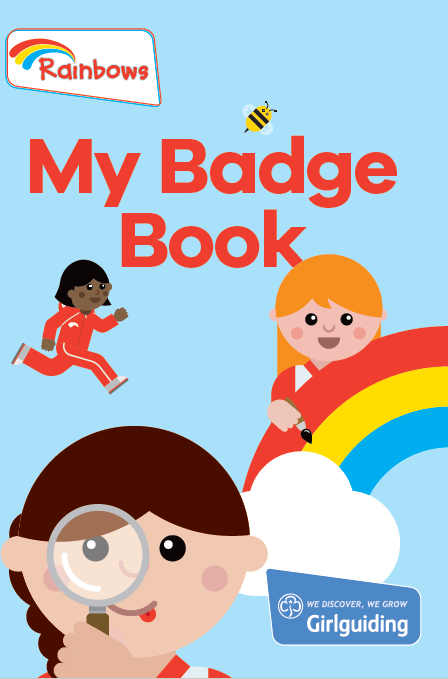 Rainbows
My Badge
Book
WE DISCOVER, WE GROW
Girlguiding